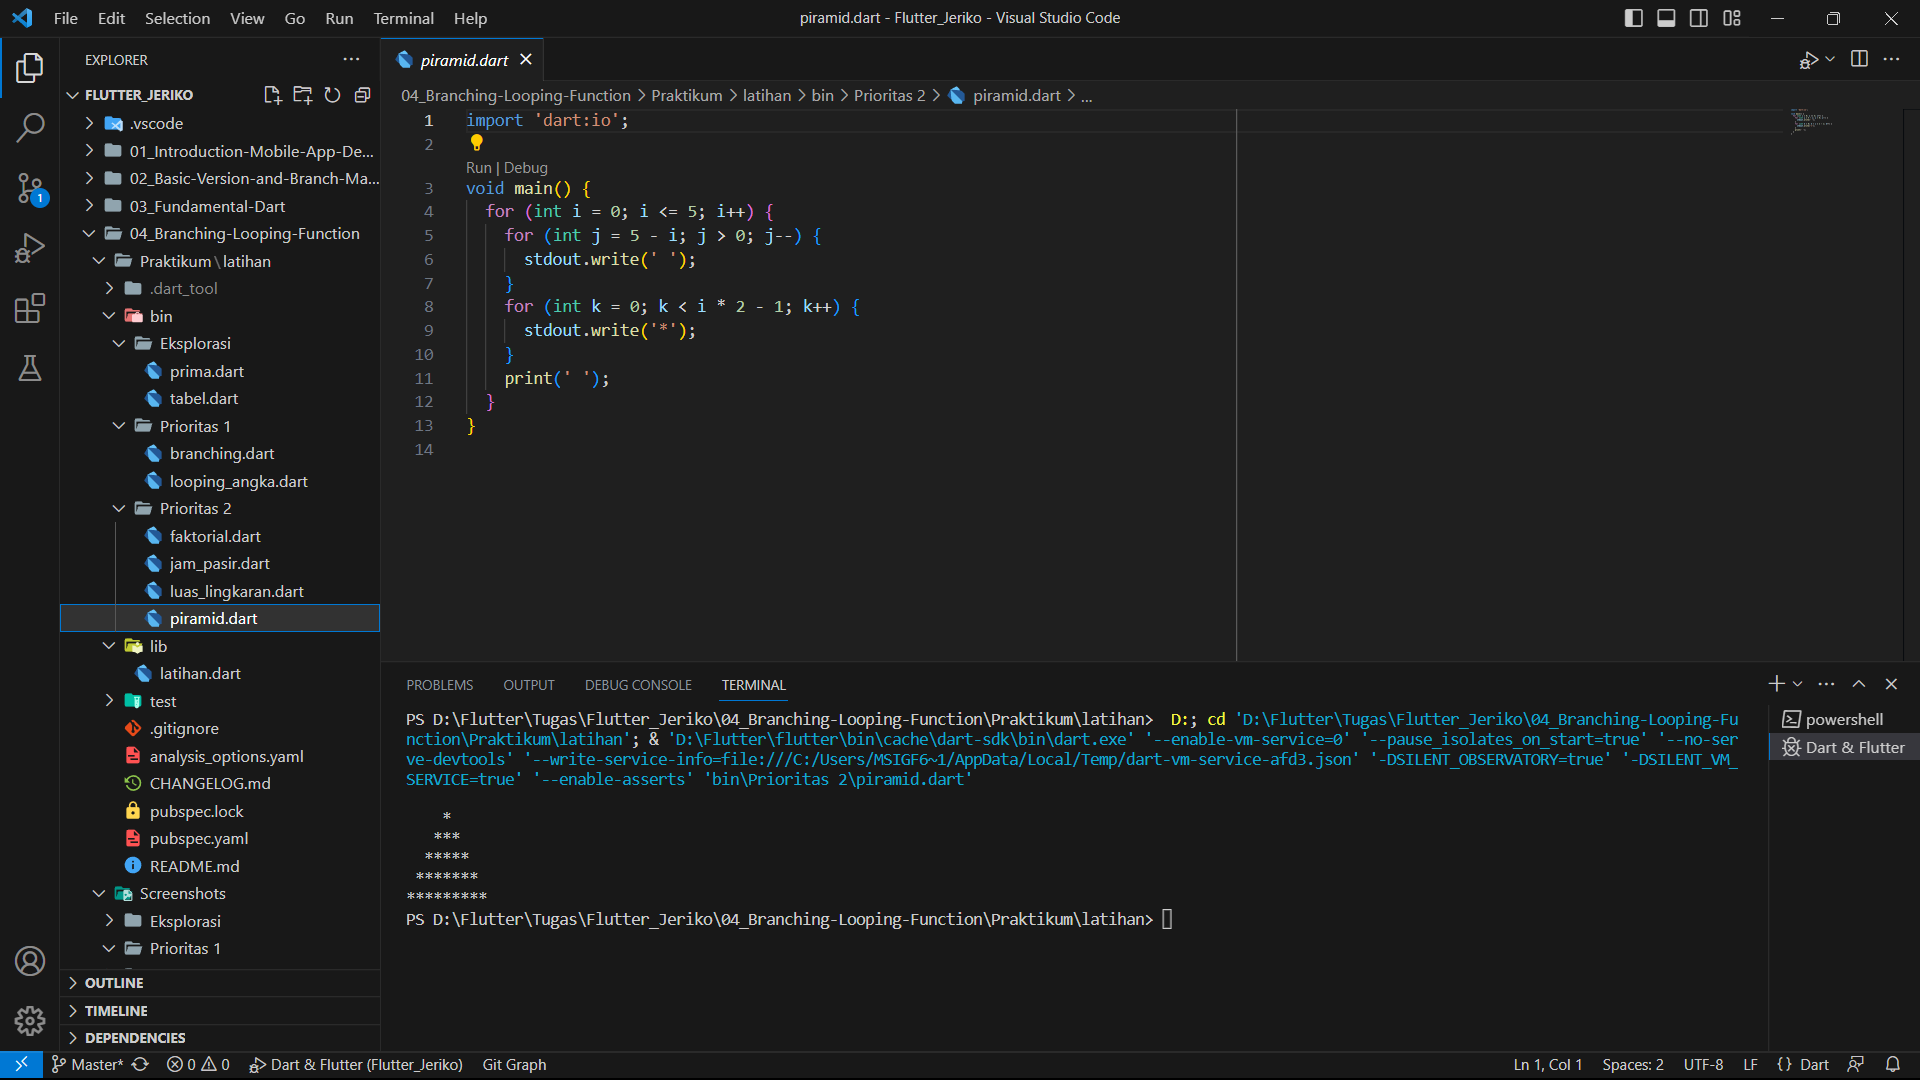 File Edit Selection View Go Run Terminal Help
piramid.dart - Flutter_Jeriko - Visual Studio Code
EXPLORER
FLUTTER_JERIKO
.vscode
01_Introduction-Mobile-App-De...
02_Basic-Version-and-Branch-Ma...
03_Fundamental-Dart
04_Branching-Looping-Function
Praktikum\latihan
.dart_tool
bin
Eksplorasi
prima.dart
tabel.dart
Prioritas 1
branching.dart
looping_angka.dart
Prioritas 2
faktorial.dart
jam_pasir.dart
luas_lingkaran.dart
piramid.dart
lib
latihan.dart
test
.gitignore
analysis_options.yaml
CHANGELOG.md
pubspec.lock
pubspec.yaml
README.md
Screenshots
Eksplorasi
Prioritas 1
OUTLINE
TIMELINE
DEPENDENCIES
1
piramid.dart
04_Branching-Looping-Function > Praktikum > latihan > bin > Prioritas 2 > piramid.dart > ...
1 import 'dart:io';
2
Run | Debug
3 void main() {
4 for (int i = 0; i <= 5; i++) {
5 for (int j = 5 - i; j > 0; j--) {
6 stdout.write(' ');
7 }
8 for (int k = 0; k < i * 2 - 1; k++) {
9 stdout.write('*');
10 }
11 print(' ');
12 }
13 }
14
PROBLEMS OUTPUT DEBUG CONSOLE TERMINAL
PS D:\Flutter\Tugas\Flutter_Jeriko\04_Branching-Looping-Function\Praktikum\latihan>  D:; cd 'D:\Flutter\Tugas\Flutter_Jeriko\04_Branching-Looping-Fu
nction\Praktikum\latihan'; & 'D:\Flutter\flutter\bin\cache\dart-sdk\bin\dart.exe' '--enable-vm-service=0' '--pause_isolates_on_start=true' '--no-ser
ve-devtools' '--write-service-info=file:///C:/Users/MSIGF6~1/AppData/Local/Temp/dart-vm-service-afd3.json' '-DSILENT_OBSERVATORY=true' '-DSILENT_VM_
SERVICE=true' '--enable-asserts' 'bin\Prioritas 2\piramid.dart'
    *
   ***
  *****
 *******
*********
PS D:\Flutter\Tugas\Flutter_Jeriko\04_Branching-Looping-Function\Praktikum\latihan>
powershell
Dart & Flutter
Master* 0 0 Dart & Flutter (Flutter_Jeriko) Git Graph
Ln 1, Col 1 Spaces: 2 UTF-8 LF {} Dart